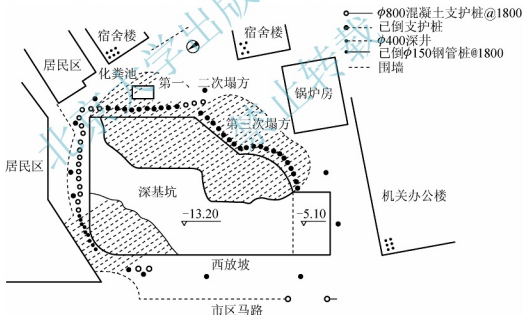 φ800混凝土支护桩@1800
已倒支护桩
φ400深井
已倒φ150钢管桩@1800
围墙
宿舍楼
宿舍楼
居民区
化粪池
第一、二次塌方
锅炉房
第三次塌方
居民区
深基坑
-13.20
-5.10
机关办公楼
西放坡
市区马路